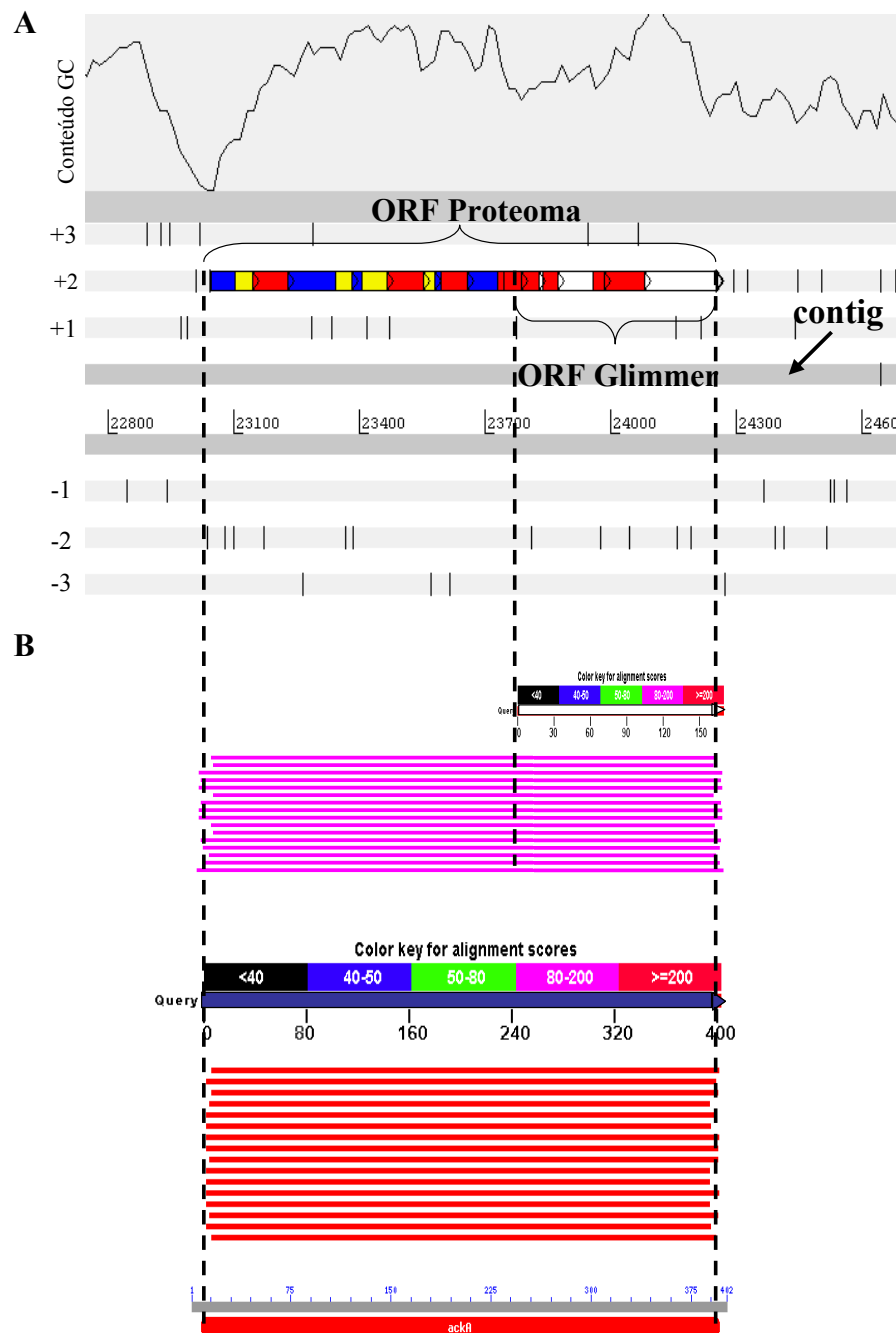 A
Conteúdo GC
ORF Proteoma
+3
+2
+1
contig
ORF Glimmer
22800 23100 23400 23700 24000 24300 2460
-1
-2
-3
B
Color key for alignment scores
<40 40-50 50-80 80-200 >=200
Query
0 30 60 90 120 150
Color key for alignment scores
<40 40-50 50-80 80-200 >=200
Query
0 80 160 240 320 400
1 75 150 225 300 375 402
ackA